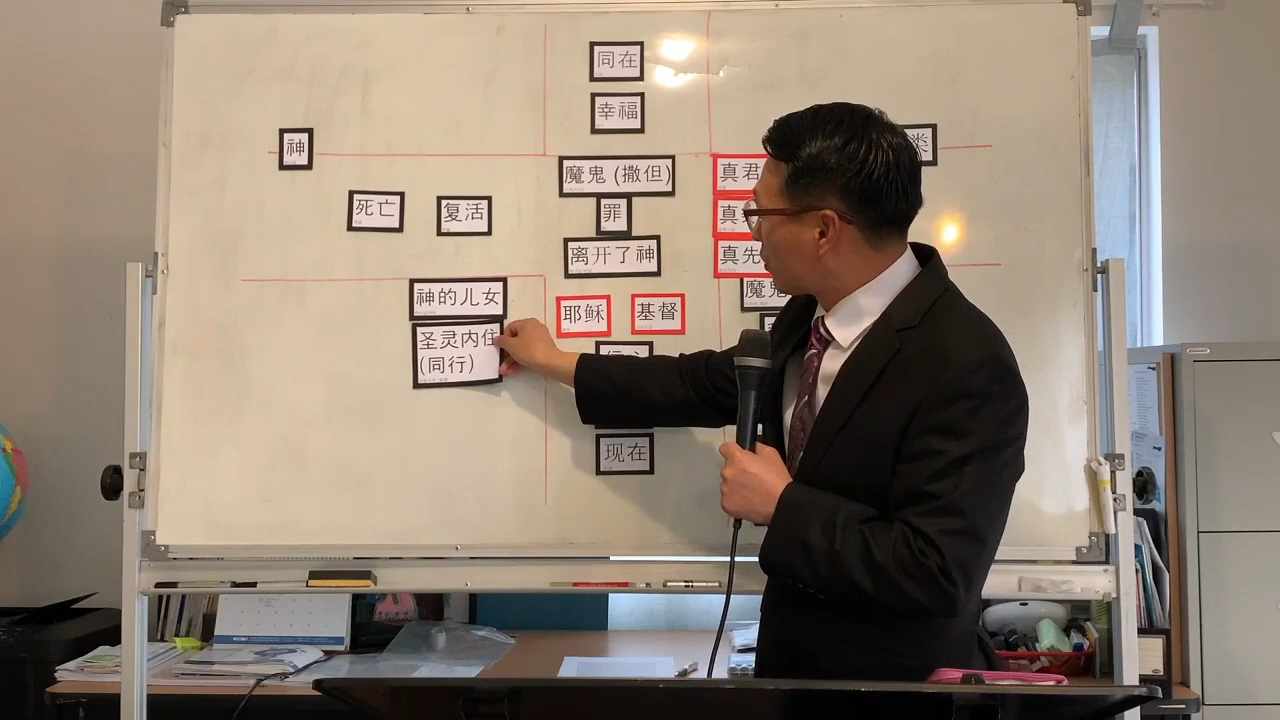 同在
幸福
神
类
魔鬼 (撒但)
真君
死亡
复活
罪
真
离开了神
真先
神的儿女
魔鬼
耶稣
基督
圣灵内住
(同行)
现在